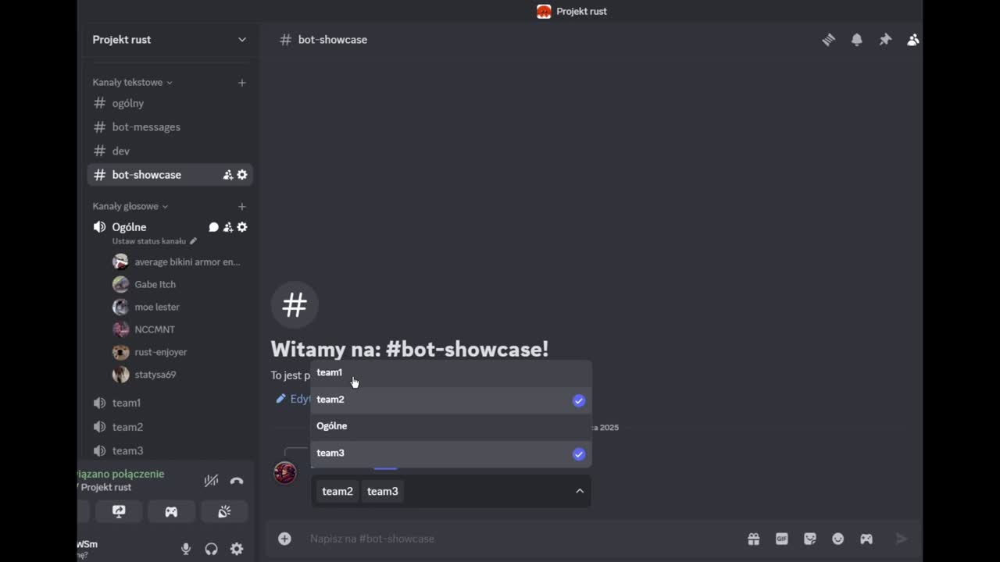 Projekt rust
Projekt rust
bot-showcase
Kanały tekstowe
ogólny
bot-messages
dev
bot-showcase
Kanały głosowe
Ogólne
Ustaw status kanału
average bikini armor en...
Gabe Itch
moe lester
NCCMNT
rust-enjoyer
statysa69
team1
team2
team3
iązano połączenie
/ Projekt rust
WSm
ę?
Witamy na: #bot-showcase!
To jest p
Edyt
team1
team2
Ogólne
team3
ca 2025
team2 team3
Napisz na #bot-showcase
GIF